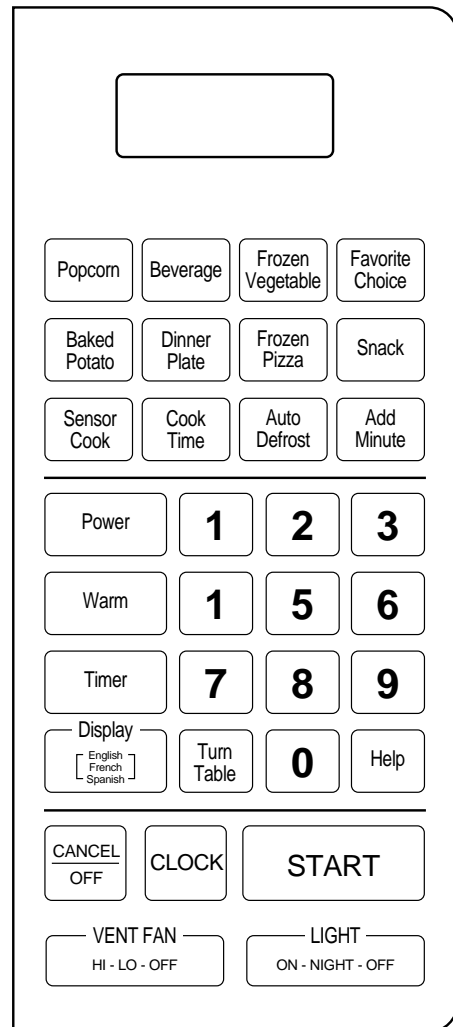 Popcorn
Beverage
Frozen
Vegetable
Favorite
Choice
Baked
Potato
Dinner
Plate
Frozen
Pizza
Snack
Sensor
Cook
Cook
Time
Auto
Defrost
Add
Minute
Power
1
2
3
Warm
1
5
6
Timer
7
8
9
Display
English
French
Spanish
Turn
Table
0
Help
CANCEL
OFF
CLOCK
START
VENT FAN
HI - LO - OFF
LIGHT
ON - NIGHT - OFF